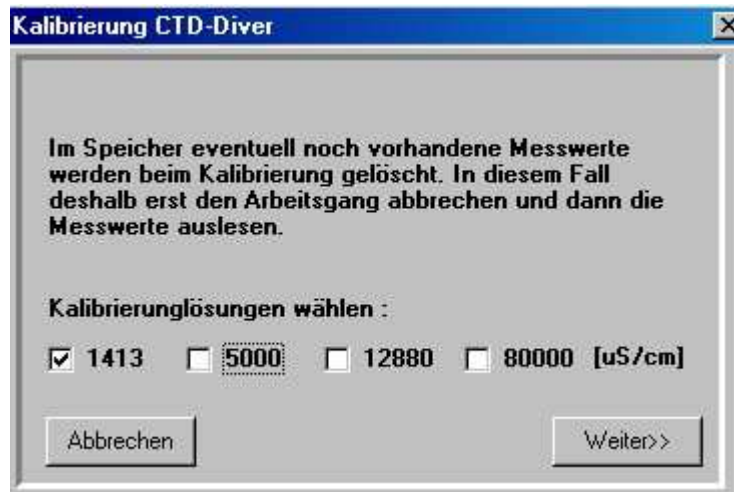 Kalibrierung CTD-Diver
Im Speicher eventuell noch vorhandene Messwerte
werden beim Kalibrierung gelöscht. In diesem Fall
deshalb erst den Arbeitsgang abbrechen und dann die
Messwerte auslesen.
Kalibrierunglösungen wählen :
1413 5000 12880 80000 [uS/cm]
Abbrechen Weiter>>